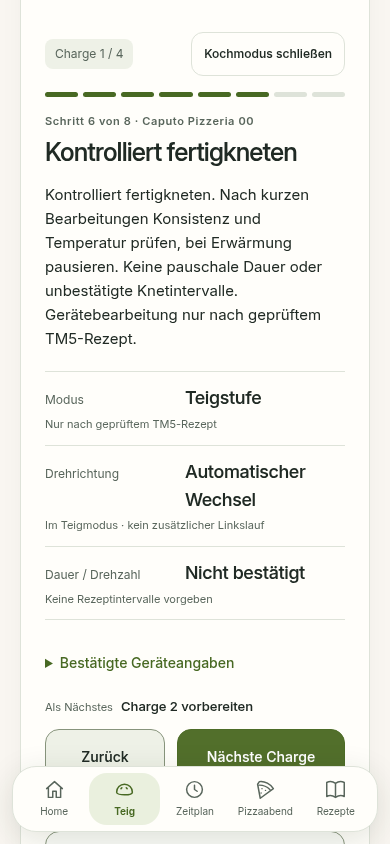 Charge 1 / 4
Kochmodus schließen
Schritt 6 von 8 · Caputo Pizzeria 00
Kontrolliert fertigkneten
Kontrolliert fertigkneten. Nach kurzen
Bearbeitungen Konsistenz und
Temperatur prüfen, bei Erwärmung
pausieren. Keine pauschale Dauer oder
unbestätigte Knetintervalle.
Gerätebearbeitung nur nach geprüftem
TM5-Rezept.
Modus
Teigstufe
Nur nach geprüftem TM5-Rezept
Drehrichtung
Automatischer
Wechsel
Im Teigmodus · kein zusätzlicher Linkslauf
Dauer / Drehzahl
Nicht bestätigt
Keine Rezeptintervalle vorgeben
Bestätigte Geräteangaben
Als Nächstes Charge 2 vorbereiten
Zurück
Nächste Charge
Home
Teig
Zeitplan
Pizzaabend
Rezepte